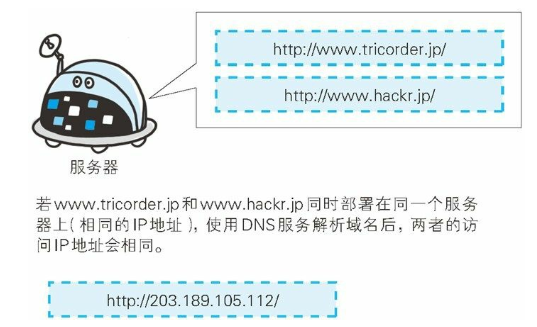 http://www.tricorder.jp/
http://www.hackr.jp/
服务器
若www.tricorder.jp和www.hackr.jp同时部署在同一个服务
器上(相同的IP地址),使用DNS服务解析域名后,两者的访
问IP地址会相同。
http://203.189.105.112/